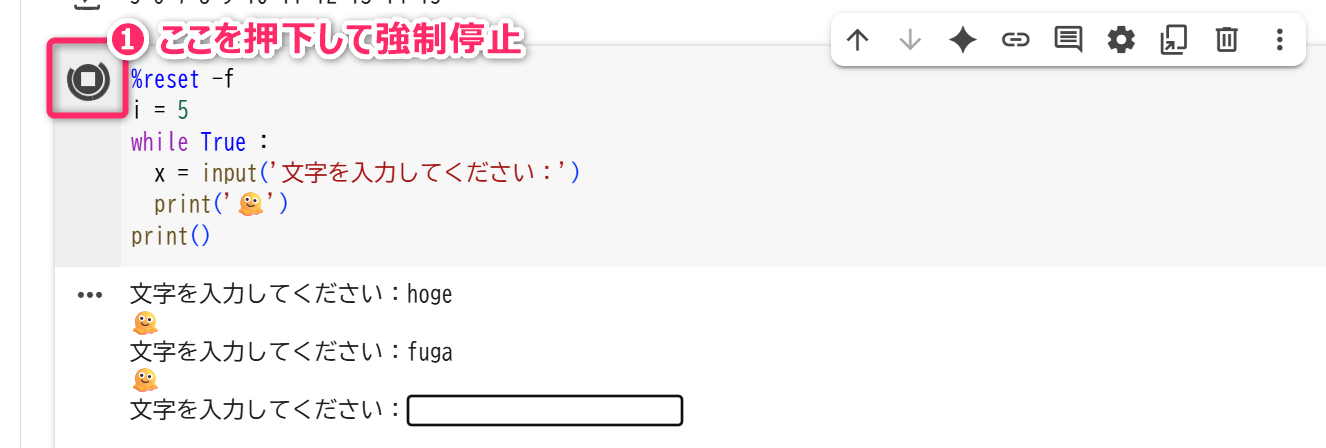 ❶ ここを押下して強制停止
%reset -f
i = 5
while True :
  x = input('文字を入力してください：')
  print('🫠')
print()
文字を入力してください：hoge
🫠
文字を入力してください：fuga
🫠
文字を入力してください：